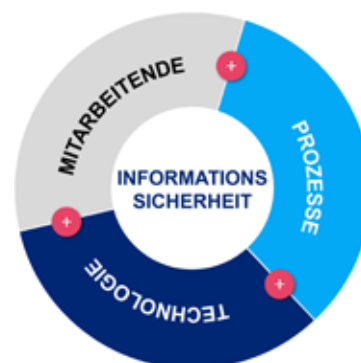 MITARBEITENDE
+
PROZESSE
INFORMATIONS
SICHERHEIT
+
+
TECHNOLOGIE